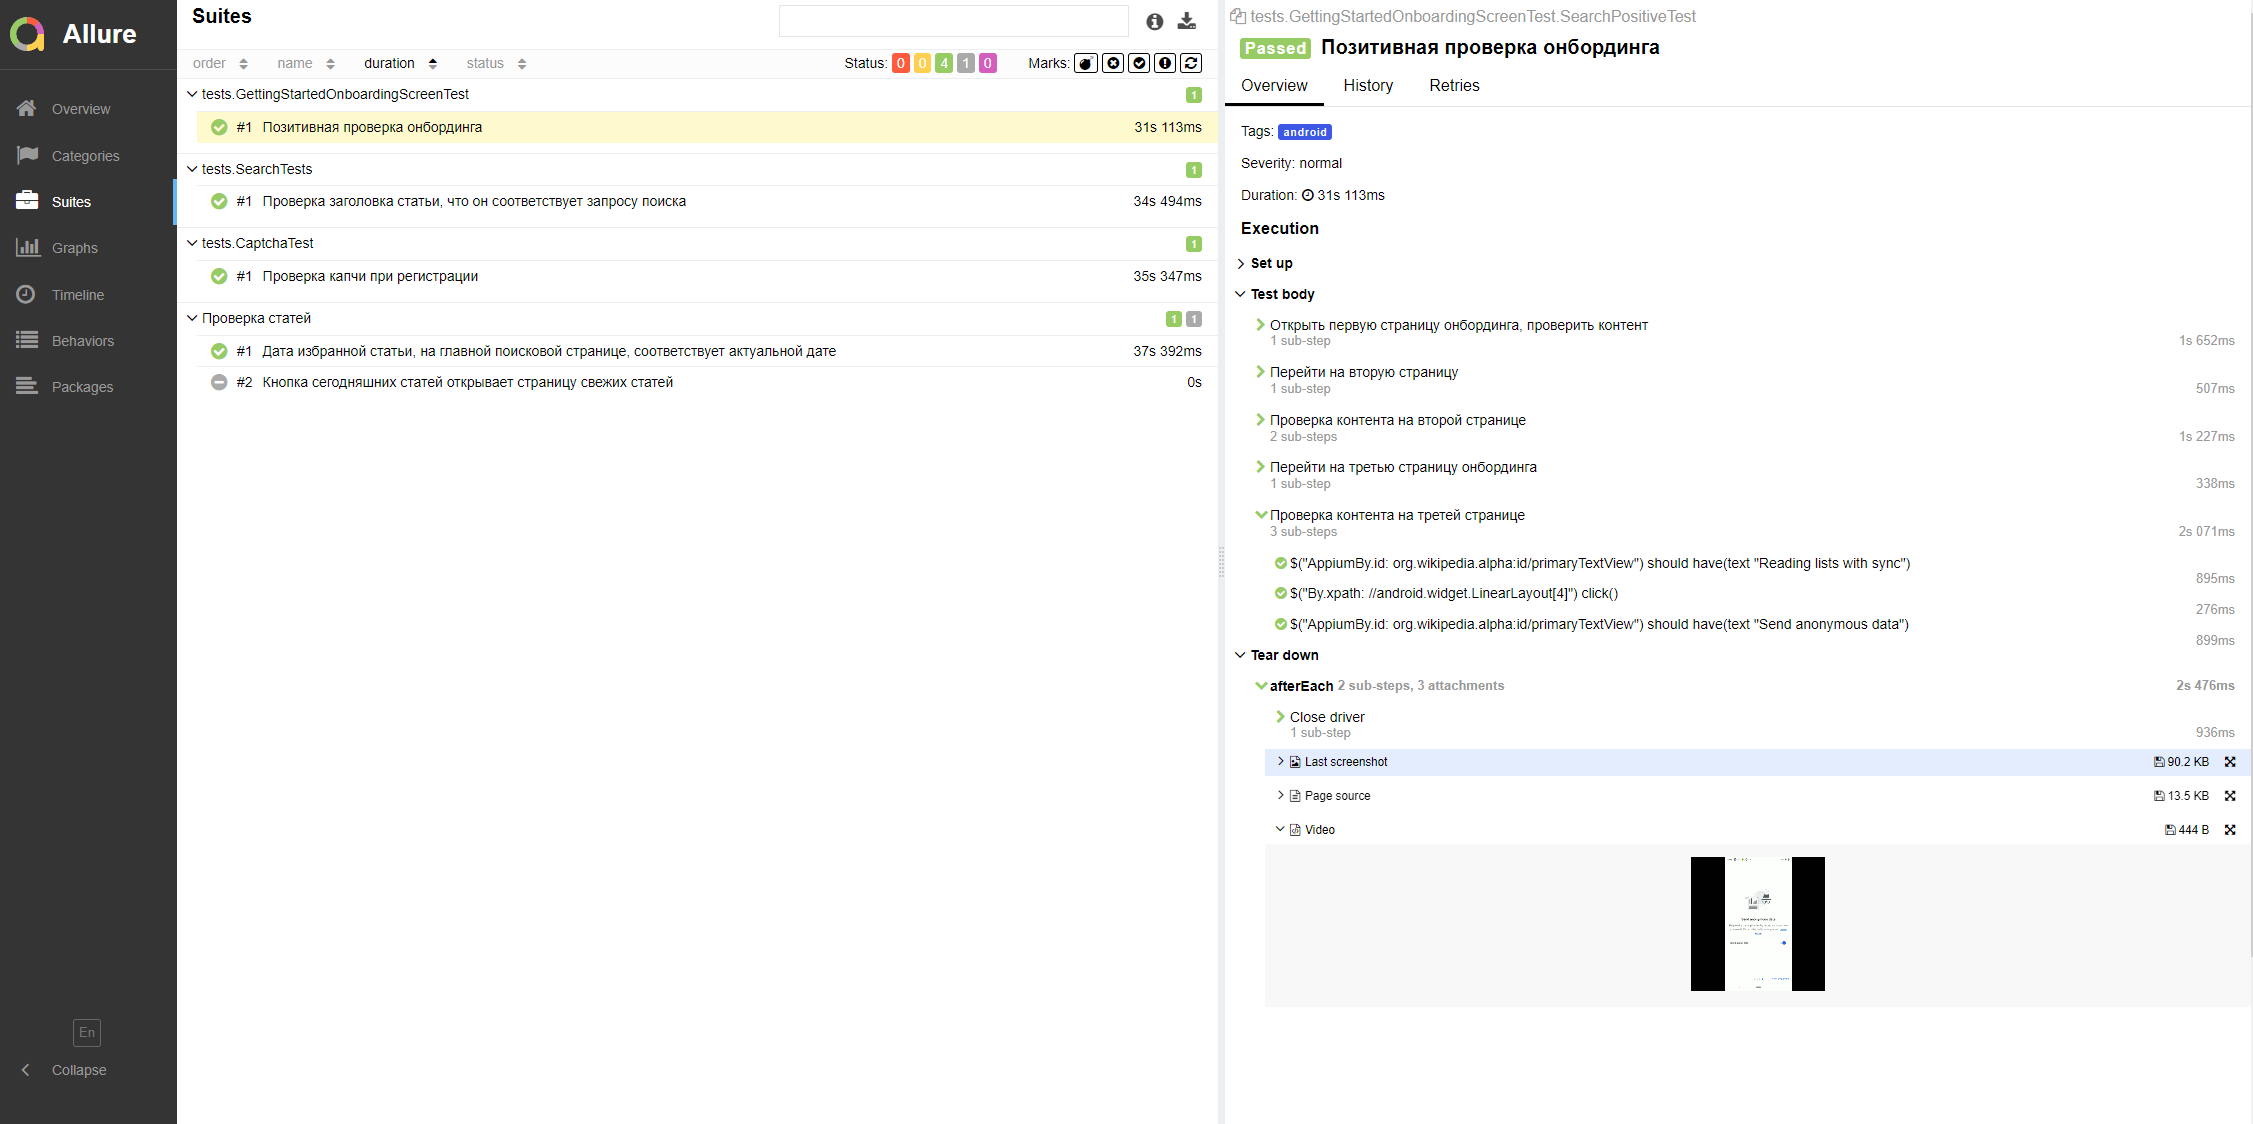 Allure
Overview
Categories
Suites
Graphs
Timeline
Behaviors
Packages
En
Collapse
Suites
order name duration status Status: 0 0 4 1 0 Marks:
tests.GettingStartedOnboardingScreenTest 1
#1 Позитивная проверка онбординга 31s 113ms
tests.SearchTests 1
#1 Проверка заголовка статьи, что он соответствует запросу поиска 34s 494ms
tests.CaptchaTest 1
#1 Проверка капчи при регистрации 35s 347ms
Проверка статей 1 1
#1 Дата избранной статьи, на главной поисковой странице, соответствует актуальной дате 37s 392ms
#2 Кнопка сегодняшних статей открывает страницу свежих статей 0s
tests.GettingStartedOnboardingScreenTest.SearchPositiveTest
Passed Позитивная проверка онбординга
Overview History Retries
Tags: android
Severity: normal
Duration: 31s 113ms
Execution
Set up
Test body
Открыть первую страницу онбординга, проверить контент
1 sub-step 1s 652ms
Перейти на вторую страницу
1 sub-step 507ms
Проверка контента на второй странице
2 sub-steps 1s 227ms
Перейти на третью страницу онбординга
1 sub-step 338ms
Проверка контента на третей странице
3 sub-steps 2s 071ms
$("AppiumBy.id: org.wikipedia.alpha:id/primaryTextView") should have(text "Reading lists with sync")
895ms
$("By.xpath: //android.widget.LinearLayout[4]") click()
276ms
$("AppiumBy.id: org.wikipedia.alpha:id/primaryTextView") should have(text "Send anonymous data")
899ms
Tear down
afterEach 2 sub-steps, 3 attachments 2s 476ms
Close driver
1 sub-step 936ms
Last screenshot 90.2 KB
Page source 13.5 KB
Video 444 B